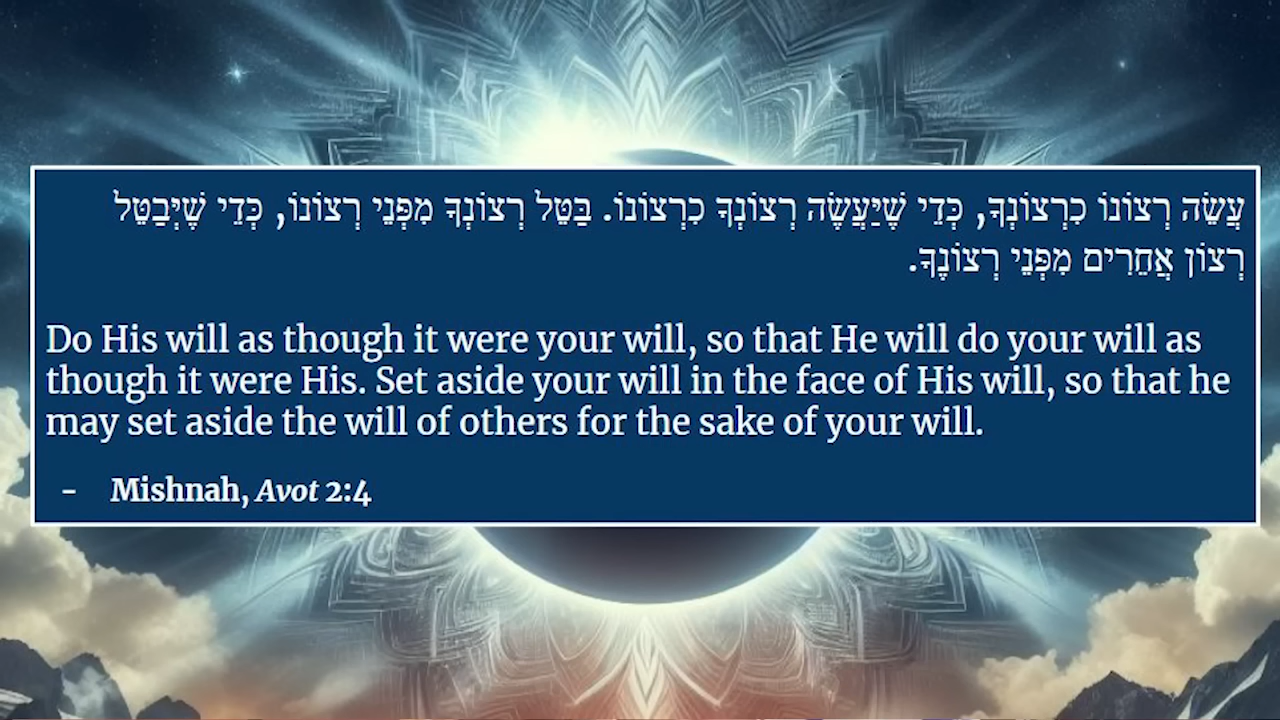 עֲשֵׂה רְצוֹנוֹ כִרְצוֹנְךָ, כְּדֵי שֶׁיַּעֲשֶׂה רְצוֹנְךָ כִרְצוֹנוֹ. בַּטֵּל רְצוֹנְךָ מִפְּנֵי רְצוֹנוֹ, כְּדֵי שֶׁיְּבַטֵּל
רְצוֹן אֲחֵרִים מִפְּנֵי רְצוֹנֶךָ.
Do His will as though it were your will, so that He will do your will as
though it were His. Set aside your will in the face of His will, so that he
may set aside the will of others for the sake of your will.
- Mishnah, Avot 2:4